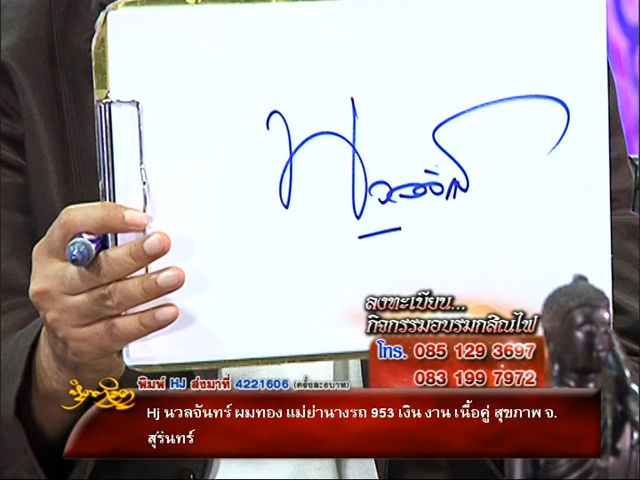 ลงทะเบียน...
กิจกรรมอบรมกสิณไฟ
โทร. 085 129 3697
083 199 7972
พิมพ์ HJ ส่งมาที่ 4221606 (ครั้งละ๖บาท)
Hj นวลจันทร์ ผมทอง แม่ย่านางรถ 953 เงิน งาน เนื้อคู่ สุขภาพ จ.
สุรินทร์